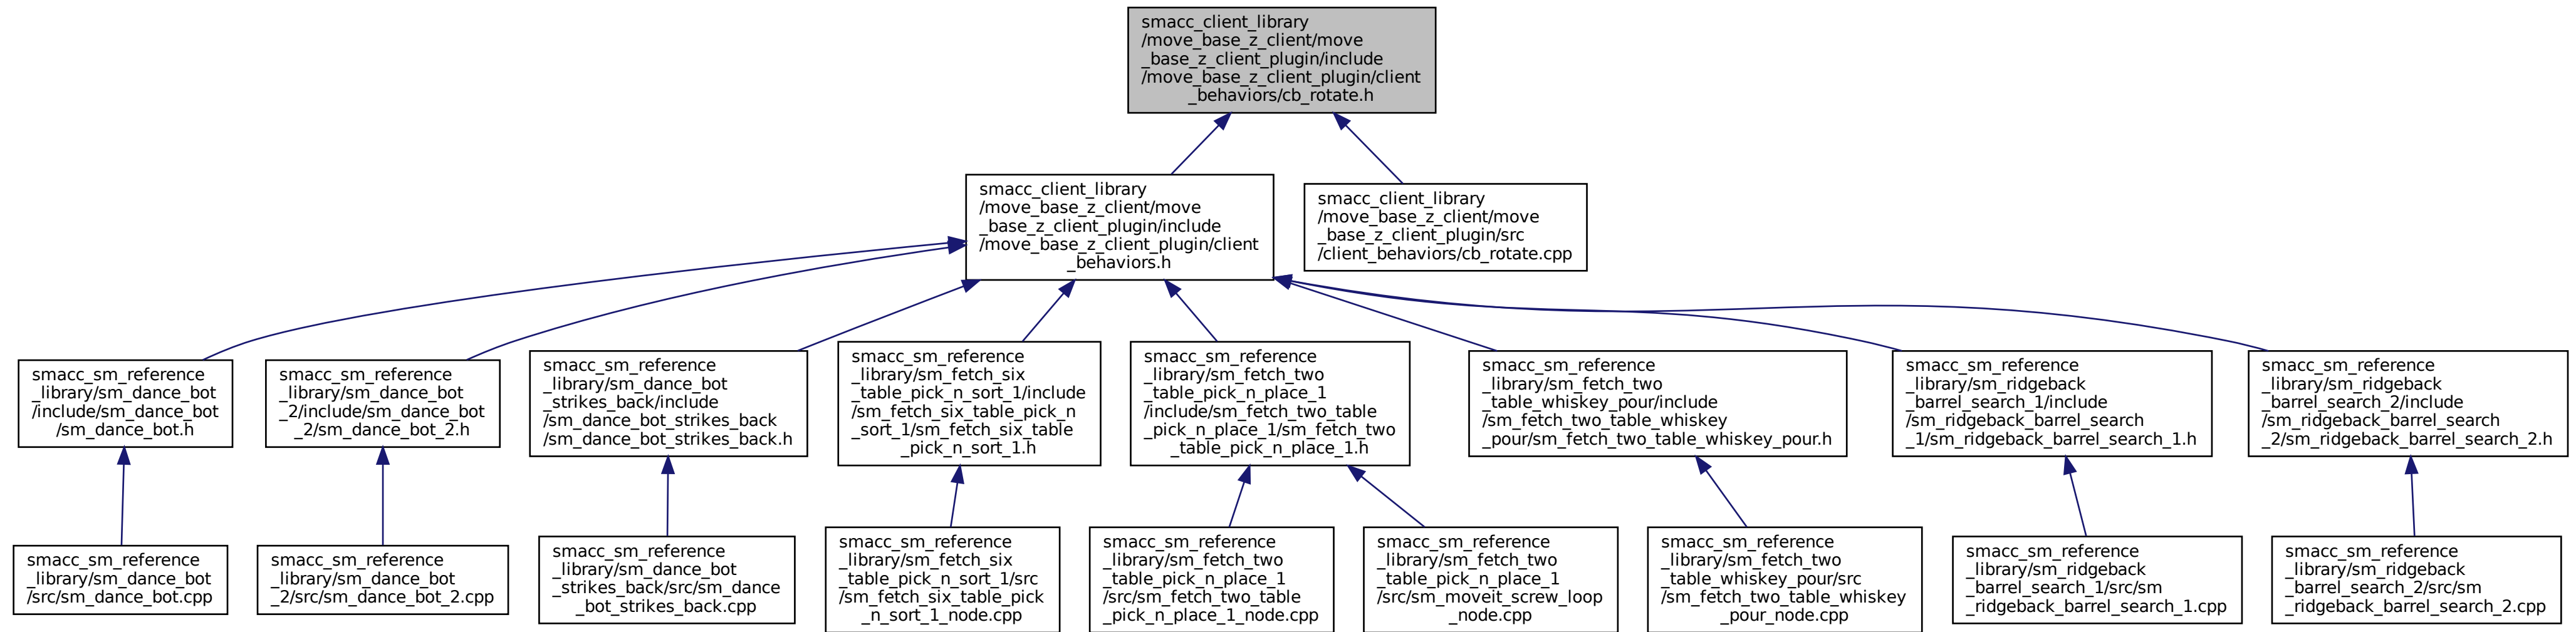 smacc_client_library
/move_base_z_client/move
_base_z_client_plugin/include
/move_base_z_client_plugin/client
_behaviors/cb_rotate.h
smacc_client_library
/move_base_z_client/move
_base_z_client_plugin/include
/move_base_z_client_plugin/client
_behaviors.h
smacc_client_library
/move_base_z_client/move
_base_z_client_plugin/src
/client_behaviors/cb_rotate.cpp
smacc_sm_reference
_library/sm_dance_bot
/include/sm_dance_bot
/sm_dance_bot.h
smacc_sm_reference
_library/sm_dance_bot
_2/include/sm_dance_bot
_2/sm_dance_bot_2.h
smacc_sm_reference
_library/sm_dance_bot
_strikes_back/include
/sm_dance_bot_strikes_back
/sm_dance_bot_strikes_back.h
smacc_sm_reference
_library/sm_fetch_six
_table_pick_n_sort_1/include
/sm_fetch_six_table_pick_n
_sort_1/sm_fetch_six_table
_pick_n_sort_1.h
smacc_sm_reference
_library/sm_fetch_two
_table_pick_n_place_1
/include/sm_fetch_two_table
_pick_n_place_1/sm_fetch_two
_table_pick_n_place_1.h
smacc_sm_reference
_library/sm_fetch_two
_table_whiskey_pour/include
/sm_fetch_two_table_whiskey
_pour/sm_fetch_two_table_whiskey_pour.h
smacc_sm_reference
_library/sm_ridgeback
_barrel_search_1/include
/sm_ridgeback_barrel_search
_1/sm_ridgeback_barrel_search_1.h
smacc_sm_reference
_library/sm_ridgeback
_barrel_search_2/include
/sm_ridgeback_barrel_search
_2/sm_ridgeback_barrel_search_2.h
smacc_sm_reference
_library/sm_dance_bot
/src/sm_dance_bot.cpp
smacc_sm_reference
_library/sm_dance_bot
_2/src/sm_dance_bot_2.cpp
smacc_sm_reference
_library/sm_dance_bot
_strikes_back/src/sm_dance
_bot_strikes_back.cpp
smacc_sm_reference
_library/sm_fetch_six
_table_pick_n_sort_1/src
/sm_fetch_six_table_pick
_n_sort_1_node.cpp
smacc_sm_reference
_library/sm_fetch_two
_table_pick_n_place_1
/src/sm_fetch_two_table
_pick_n_place_1_node.cpp
smacc_sm_reference
_library/sm_fetch_two
_table_pick_n_place_1
/src/sm_moveit_screw_loop
_node.cpp
smacc_sm_reference
_library/sm_fetch_two
_table_whiskey_pour/src
/sm_fetch_two_table_whiskey
_pour_node.cpp
smacc_sm_reference
_library/sm_ridgeback
_barrel_search_1/src/sm
_ridgeback_barrel_search_1.cpp
smacc_sm_reference
_library/sm_ridgeback
_barrel_search_2/src/sm
_ridgeback_barrel_search_2.cpp